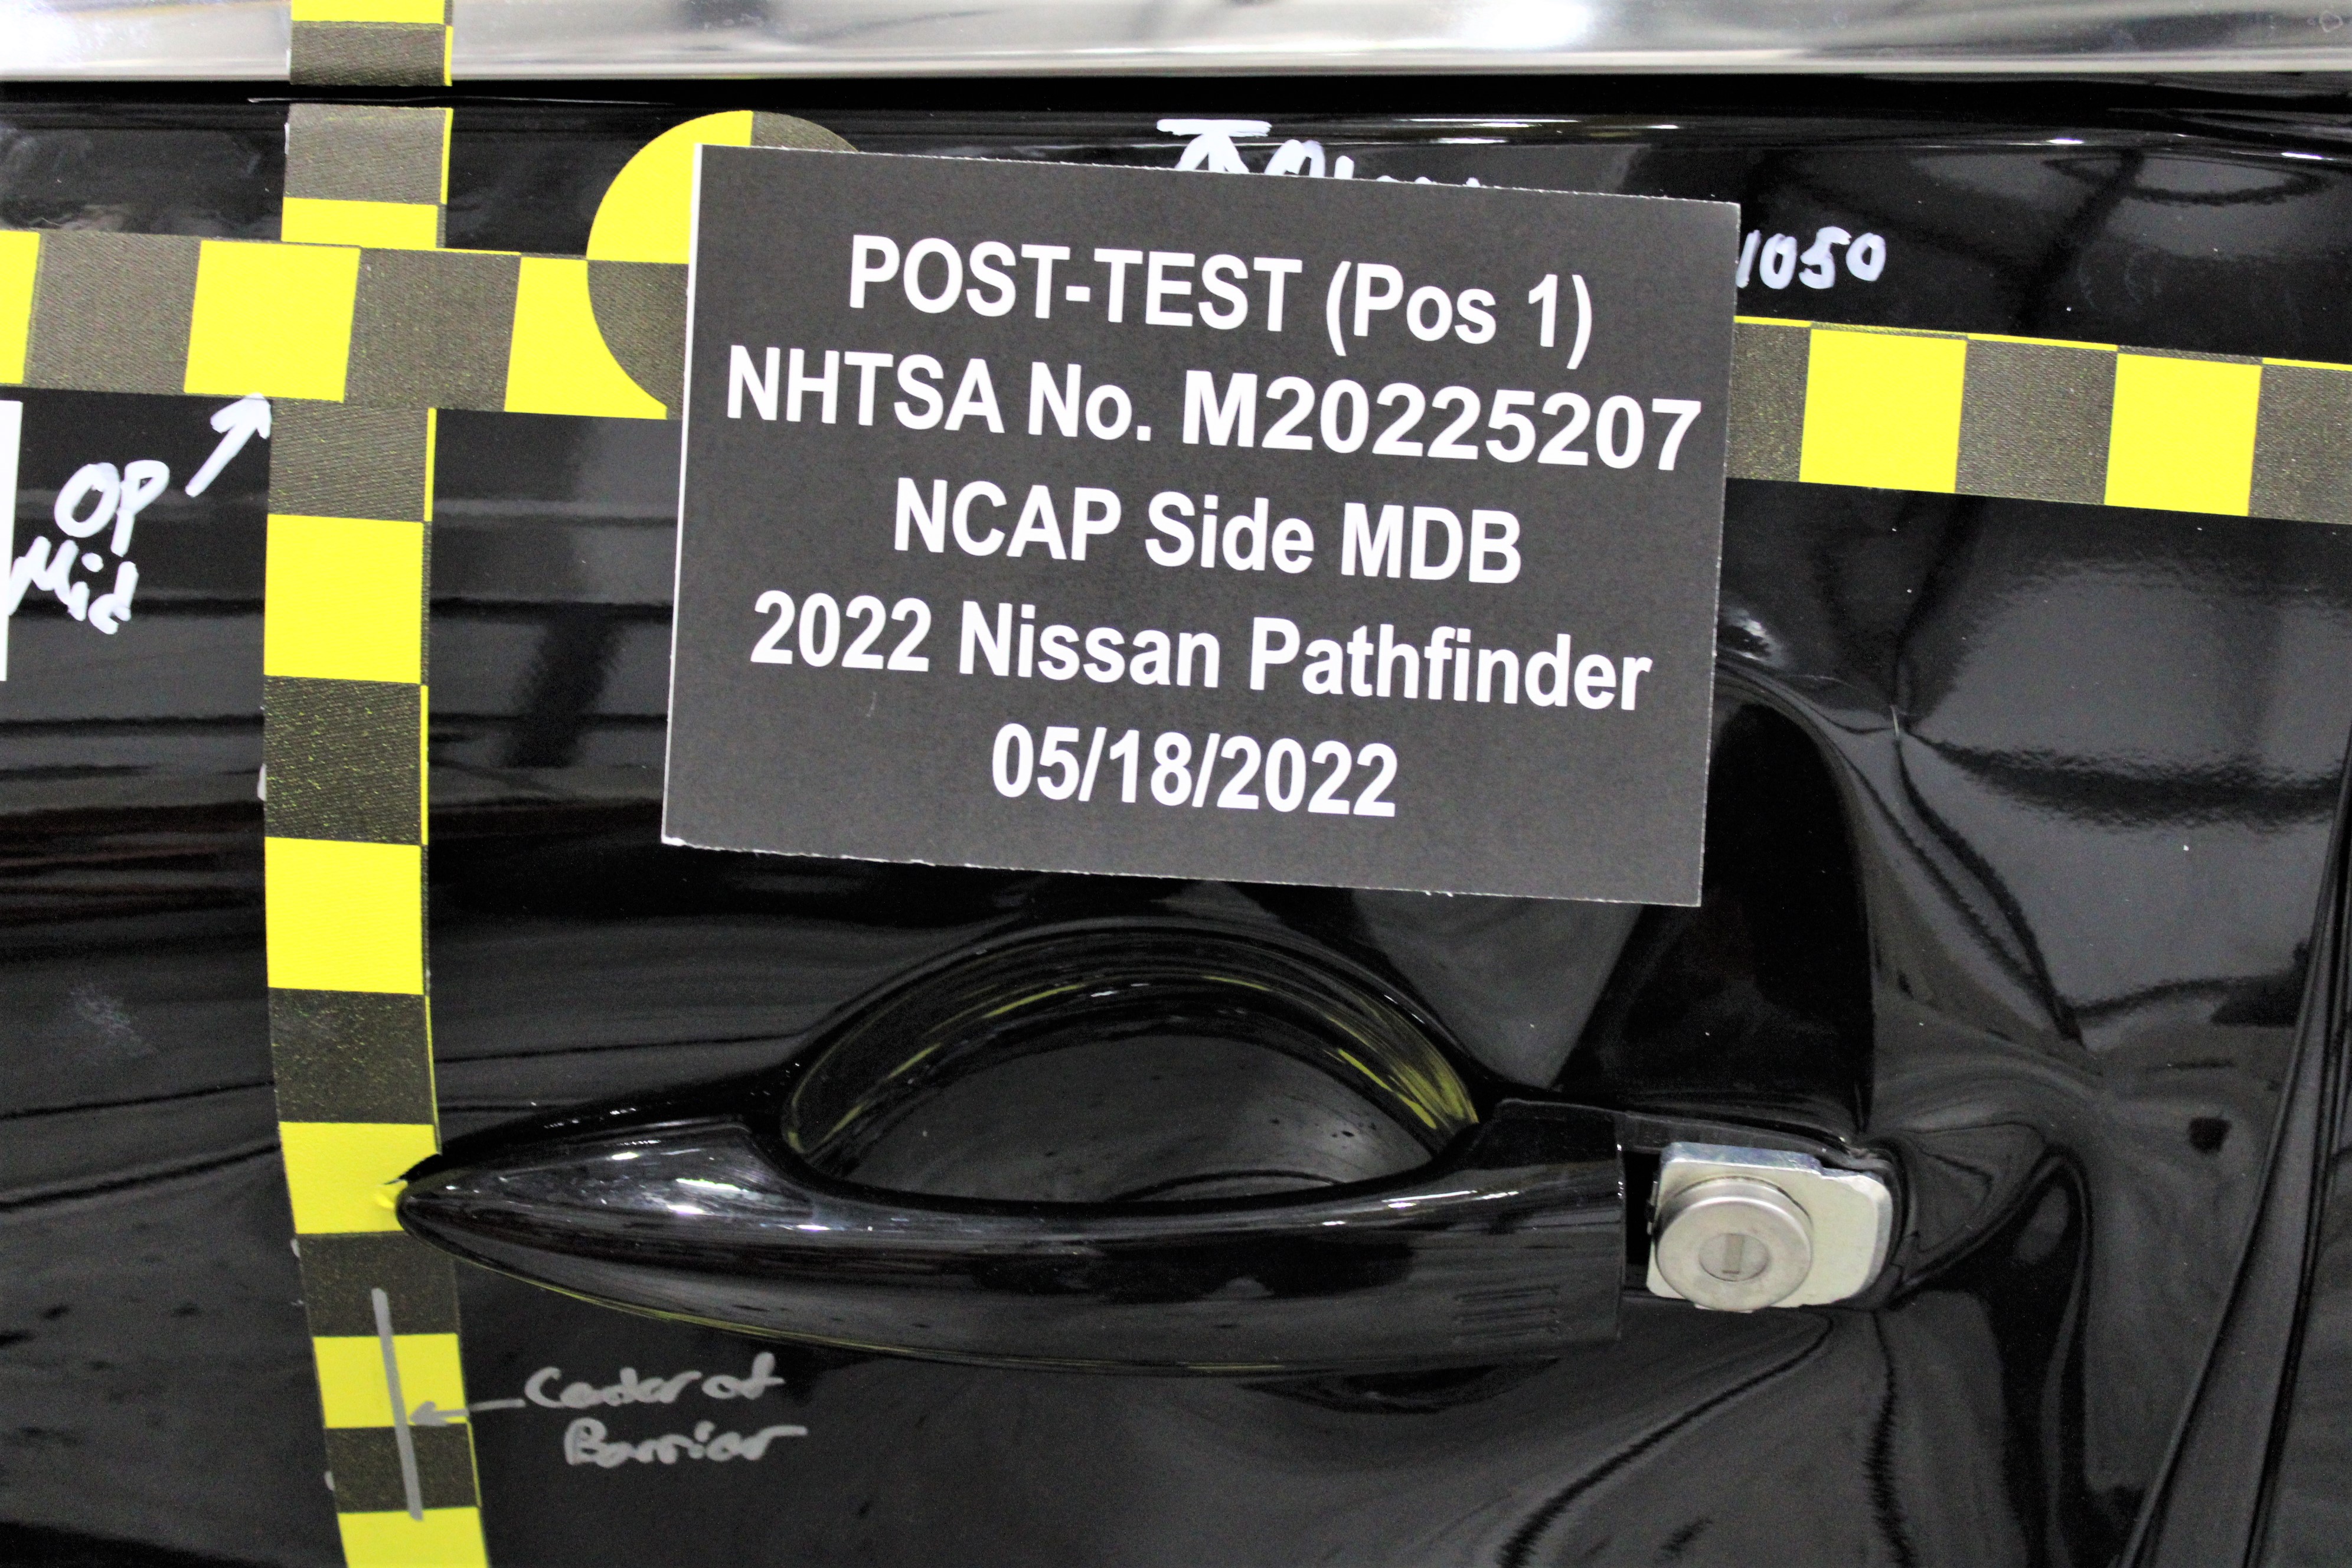 POST-TEST (Pos 1)
NHTSA No. M20225207
NCAP Side MDB
2022 Nissan Pathfinder
05/18/2022
1050
OP
Mid
Center of
Barrier